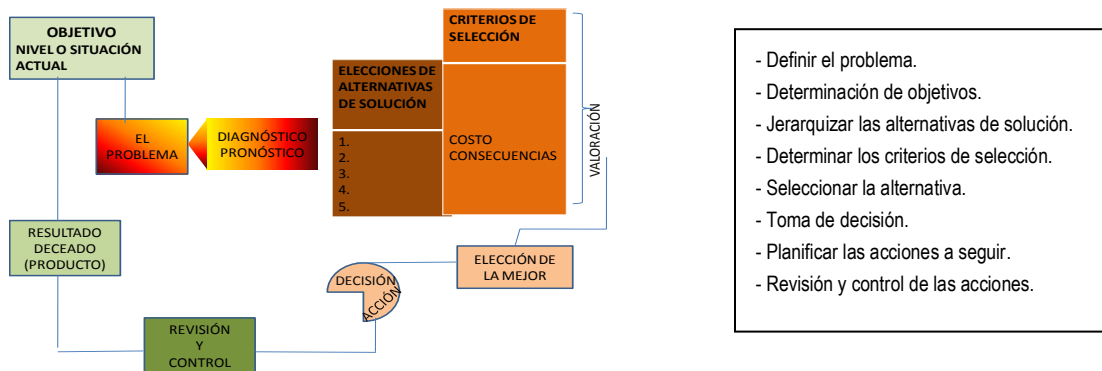 OBJETIVO
NIVEL O SITUACIÓN
ACTUAL
EL
PROBLEMA
DIAGNÓSTICO
PRONÓSTICO
ELECCIONES DE
ALTERNATIVAS
DE SOLUCIÓN
1.
2.
3.
4.
5.
CRITERIOS DE
SELECCIÓN
COSTO
CONSECUENCIAS
VALORACIÓN
RESULTADO
DECEADO
(PRODUCTO)
REVISIÓN
Y
CONTROL
DECISIÓN
ACCIÓN
ELECCIÓN DE
LA MEJOR
- Definir el problema.
- Determinación de objetivos.
- Jerarquizar las alternativas de solución.
- Determinar los criterios de selección.
- Seleccionar la alternativa.
- Toma de decisión.
- Planificar las acciones a seguir.
- Revisión y control de las acciones.